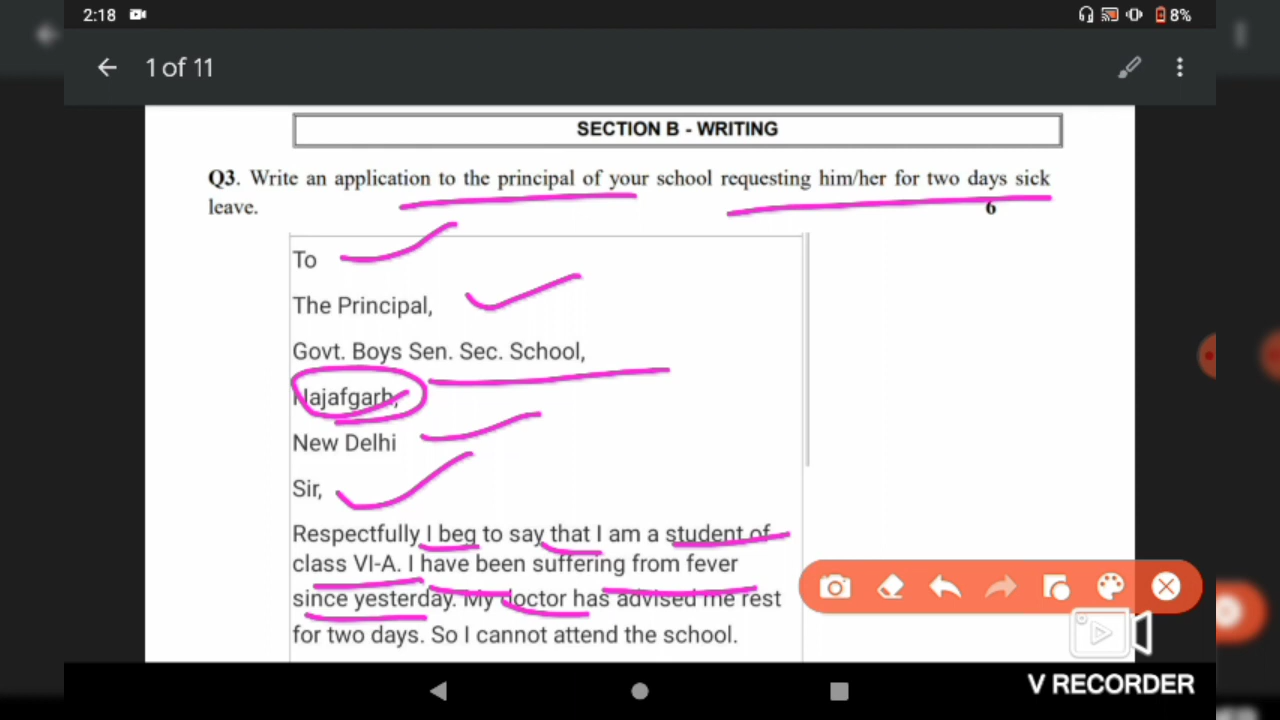 2:18
8%
1 of 11
SECTION B - WRITING
Q3. Write an application to the principal of your school requesting him/her for two days sick
leave. 6
To
The Principal,
Govt. Boys Sen. Sec. School,
Najafgarh,
New Delhi
Sir,
Respectfully I beg to say that I am a student of
class VI-A. I have been suffering from fever
since yesterday. My doctor has advised me rest
for two days. So I cannot attend the school.
V RECORDER